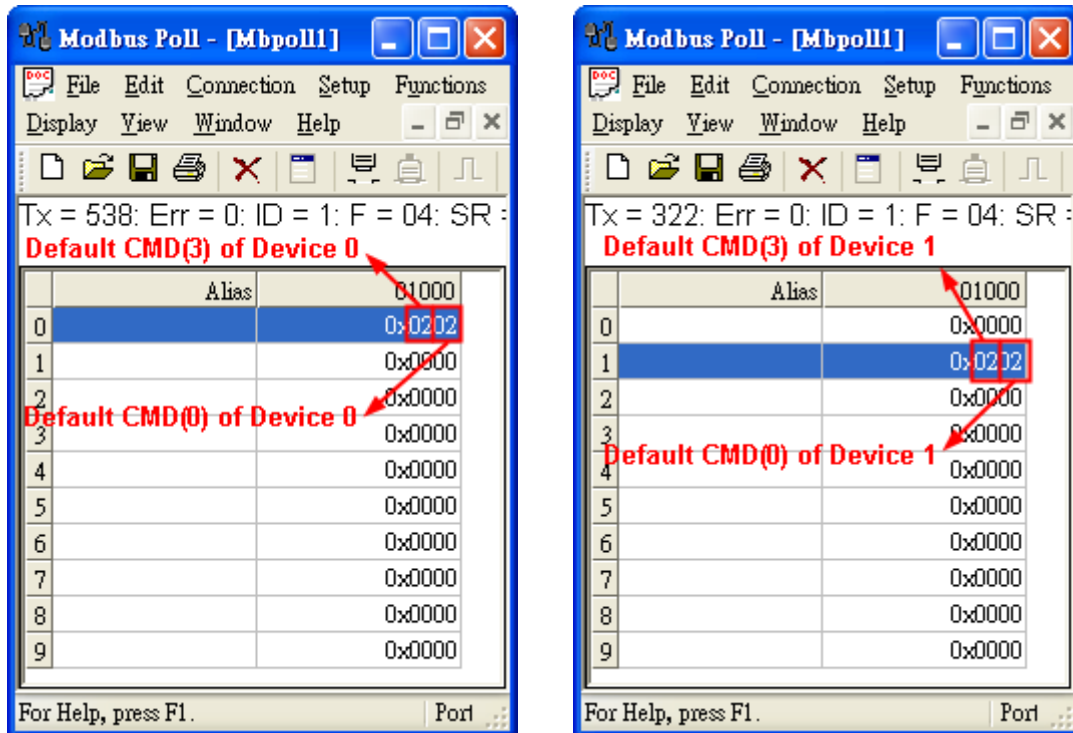 Modbus Poll - [Mbpoll1]
File Edit Connection Setup Functions
Display View Window Help
Tx = 538: Err = 0: ID = 1: F = 04: SR
Default CMD(3) of Device 0
Alias 01000
0 0x0202
1 0x0000
2 0x0000
Default CMD(0) of Device 0
3 0x0000
4 0x0000
5 0x0000
6 0x0000
7 0x0000
8 0x0000
9 0x0000
For Help, press F1. Port
Modbus Poll - [Mbpoll1]
File Edit Connection Setup Functions
Display View Window Help
Tx = 322: Err = 0: ID = 1: F = 04: SR
Default CMD(3) of Device 1
Alias 01000
0 0x0000
1 0x0202
2 0x0000
3 0x0000
Default CMD(0) of Device 1
4 0x0000
5 0x0000
6 0x0000
7 0x0000
8 0x0000
9 0x0000
For Help, press F1. Port